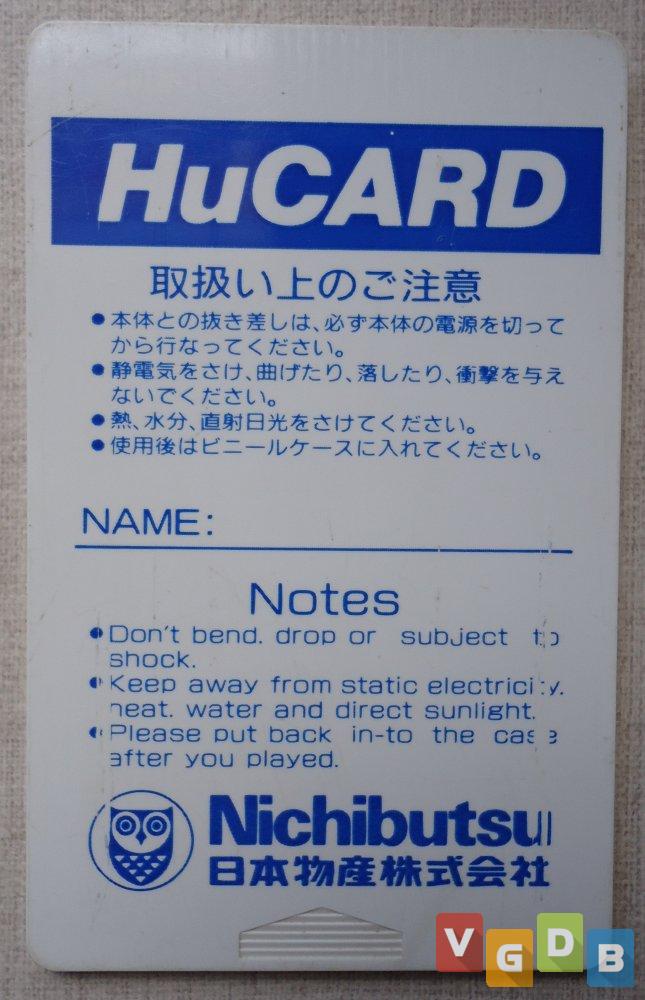 HuCARD
取扱い上のご注意
●本体との抜き差しは、必ず本体の電源を切って
から行なってください。
●静電気をさけ、曲げたり、落したり、衝撃を与え
ないでください。
●熱、水分、直射日光をさけてください。
●使用後はビニールケースに入れてください。
NAME:
Notes
●Don't bend. drop or subject to
shock.
●Keep away from static electricity.
heat. water and direct sunlight.
●Please put back in-to the case
after you played.
Nichibutsu
日本物産株式会社
VGDB